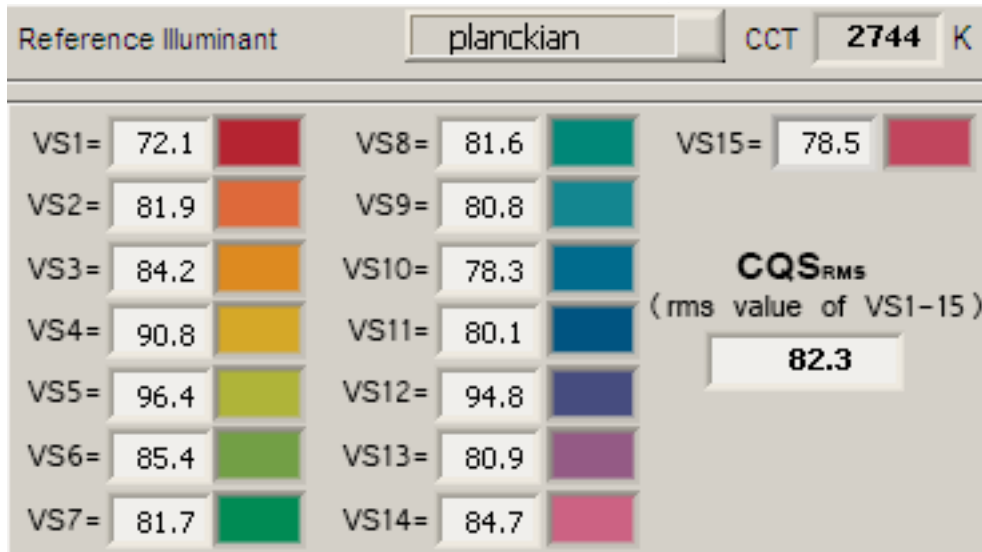 Reference Illuminant planckian CCT 2744 K
VS1= 72.1 VS8= 81.6 VS15= 78.5
VS2= 81.9 VS9= 80.8
VS3= 84.2 VS10= 78.3 CQSRMS
(rms value of VS1-15)
VS4= 90.8 VS11= 80.1
82.3
VS5= 96.4 VS12= 94.8
VS6= 85.4 VS13= 80.9
VS7= 81.7 VS14= 84.7